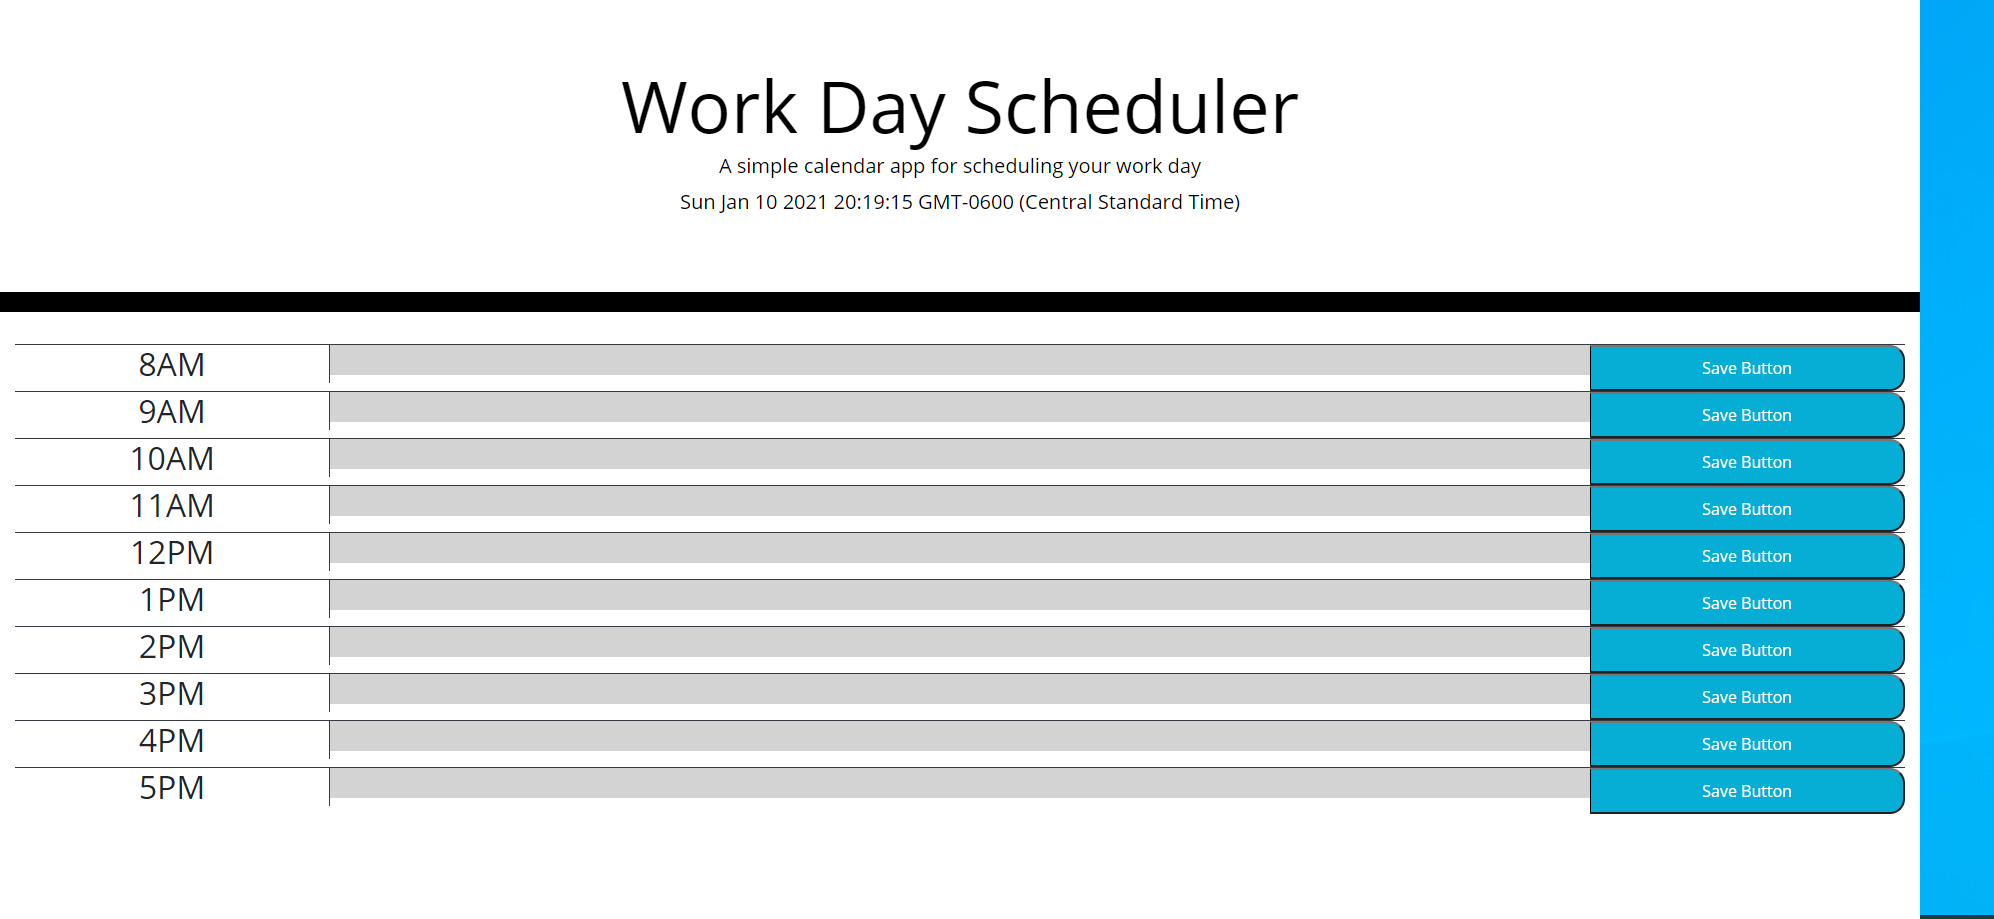 Work Day Scheduler
A simple calendar app for scheduling your work day
Sun Jan 10 2021 20:19:15 GMT-0600 (Central Standard Time)
8AM Save Button
9AM Save Button
10AM Save Button
11AM Save Button
12PM Save Button
1PM Save Button
2PM Save Button
3PM Save Button
4PM Save Button
5PM Save Button